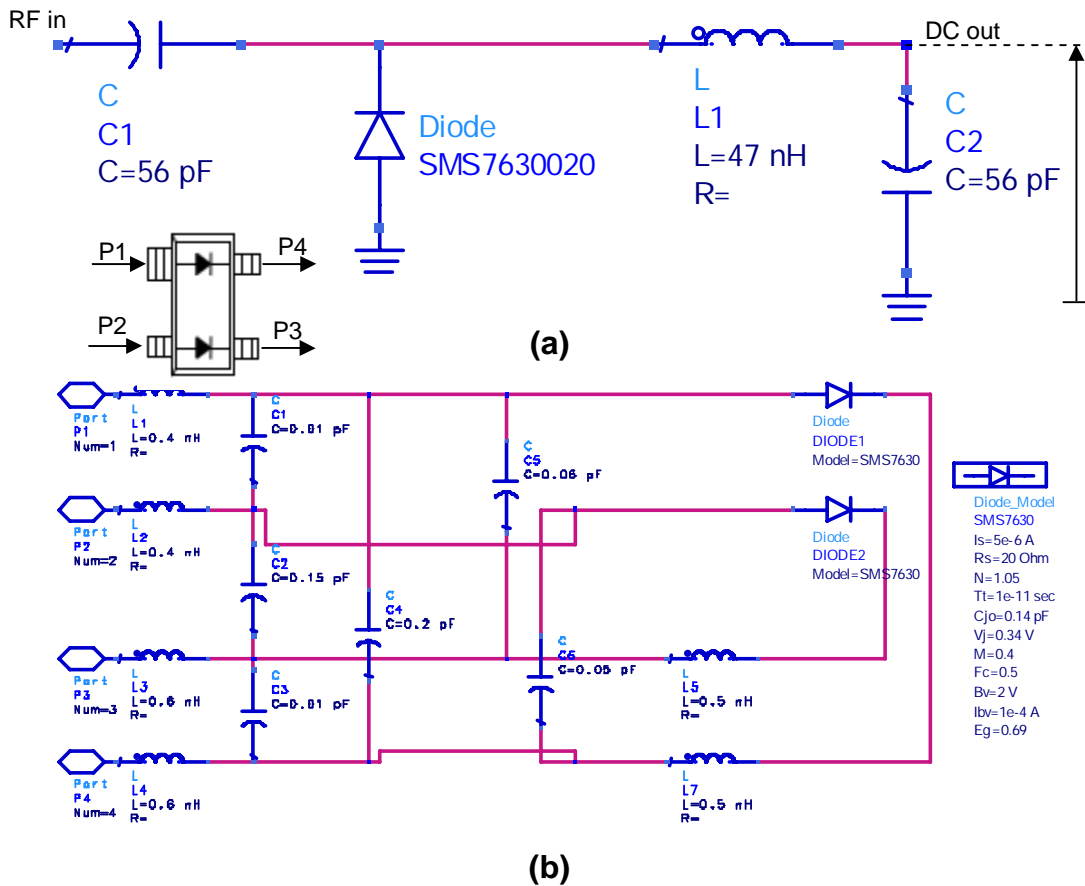 RF in
DC out
C
C1
C=56 pF
Diode
SMS7630020
L
L1
L=47 nH
R=
C
C2
C=56 pF
P1
P4
P2
P3
(a)
Port
P1
Num=1
L
L1
L=0.4 nH
R=
C
C1
C=0.01 pF
C
C5
C=0.06 pF
Diode
DIODE1
Model=SMS7630
Port
P2
Num=2
L
L2
L=0.4 nH
R=
C
C2
C=0.15 pF
C
C4
C=0.2 pF
Diode
DIODE2
Model=SMS7630
Port
P3
Num=3
L
L3
L=0.6 nH
R=
C
C3
C=0.01 pF
C
C6
C=0.05 pF
L
L5
L=0.5 nH
R=
Port
P4
Num=4
L
L4
L=0.6 nH
R=
L
L7
L=0.5 nH
R=
Diode_Model
SMS7630
Is=5e-6 A
Rs=20 Ohm
N=1.05
Tt=1e-11 sec
Cjo=0.14 pF
Vj=0.34 V
M=0.4
Fc=0.5
Bv=2 V
Ibv=1e-4 A
Eg=0.69
(b)